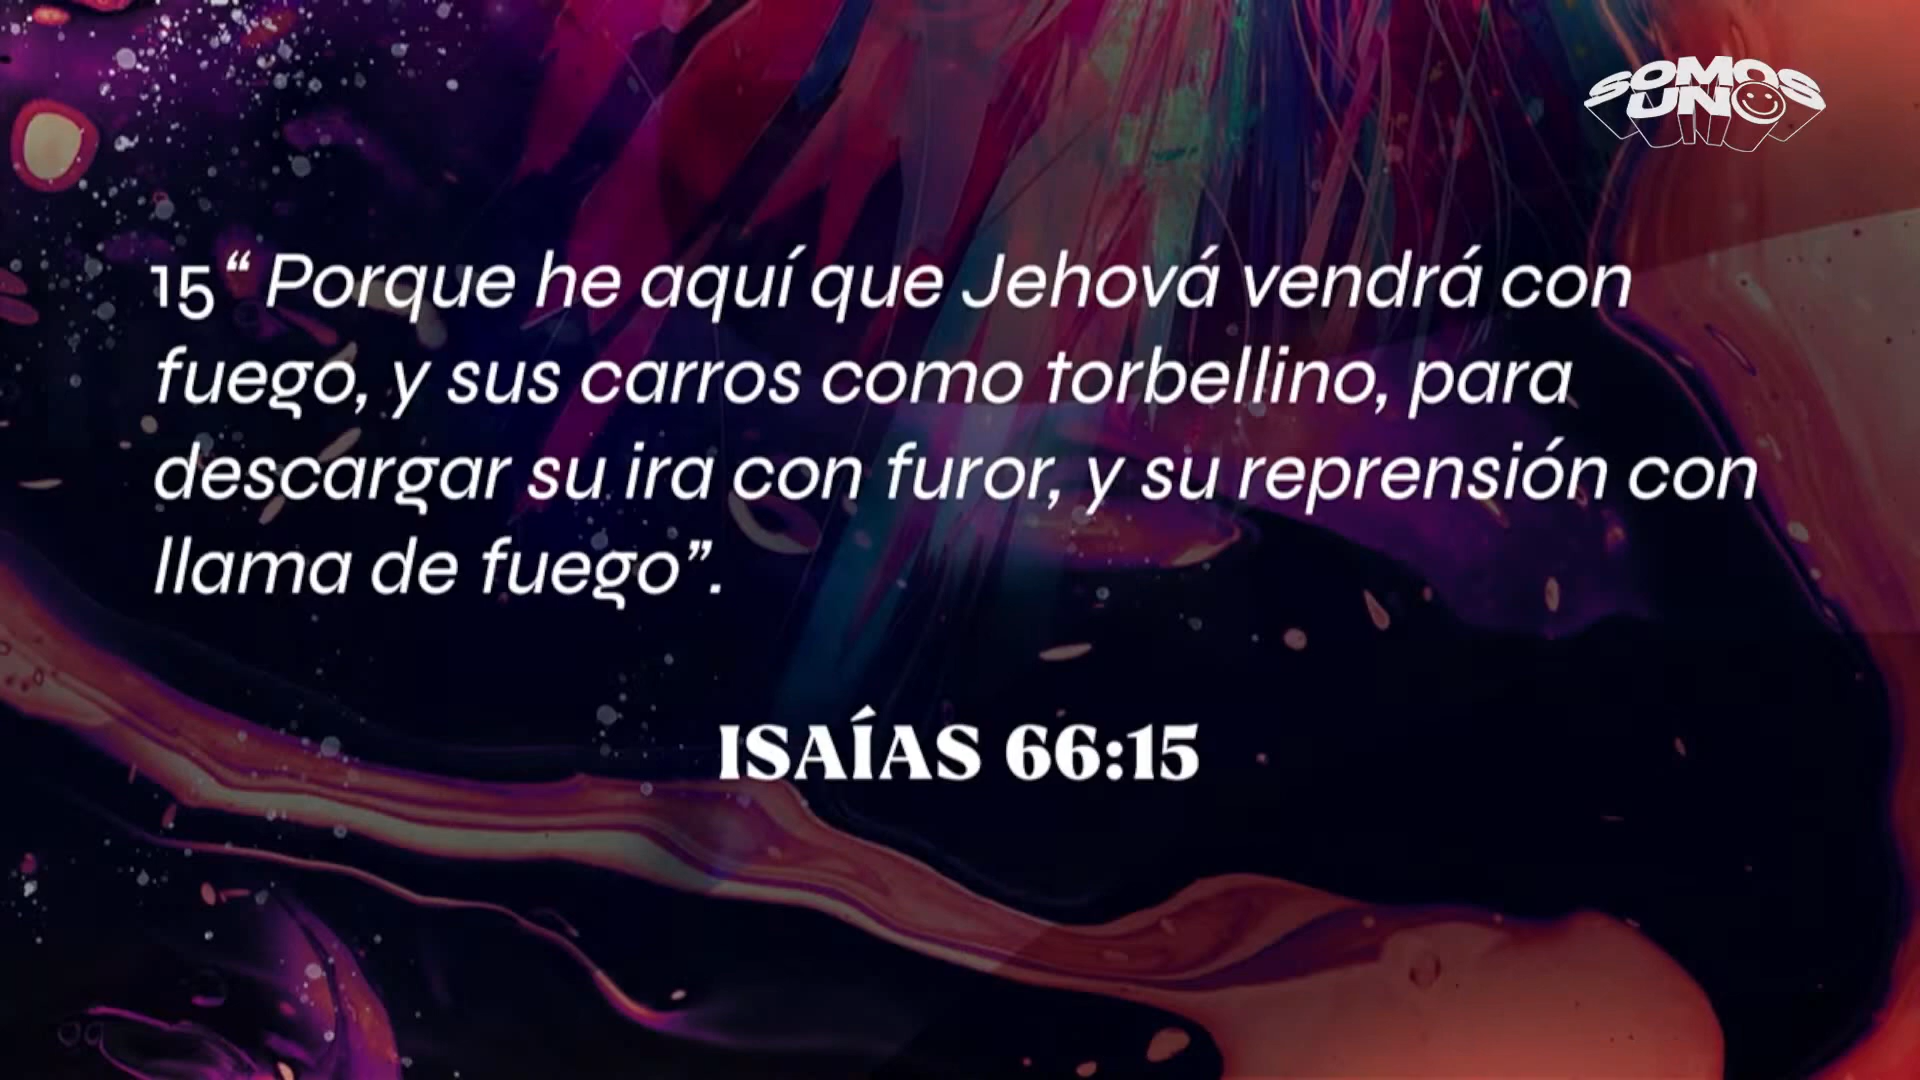 SOMOS
UNO
15 “ Porque he aquí que Jehová vendrá con
fuego, y sus carros como torbellino, para
descargar su ira con furor, y su reprensión con
llama de fuego”.
ISAÍAS 66:15